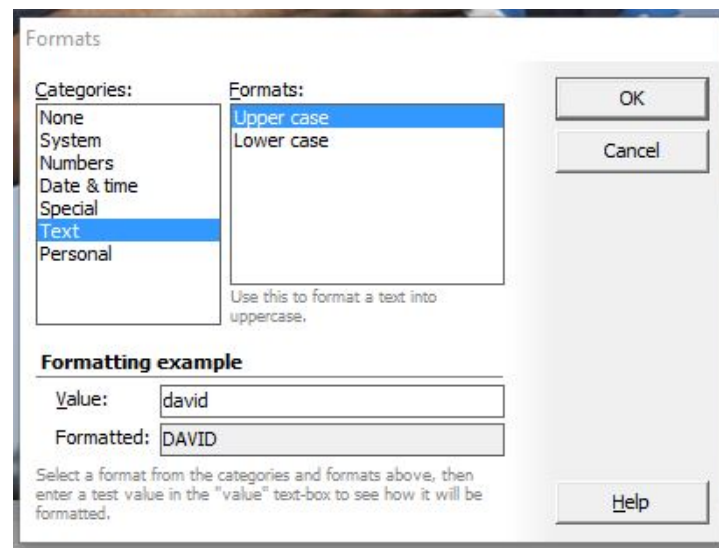 Formats
Categories:
None
System
Numbers
Date & time
Special
Text
Personal
Formats:
Upper case
Lower case
Use this to format a text into
uppercase.
OK
Cancel
Formatting example
Value: david
Formatted: DAVID
Select a format from the categories and formats above, then
enter a test value in the "value" text-box to see how it will be
formatted.
Help